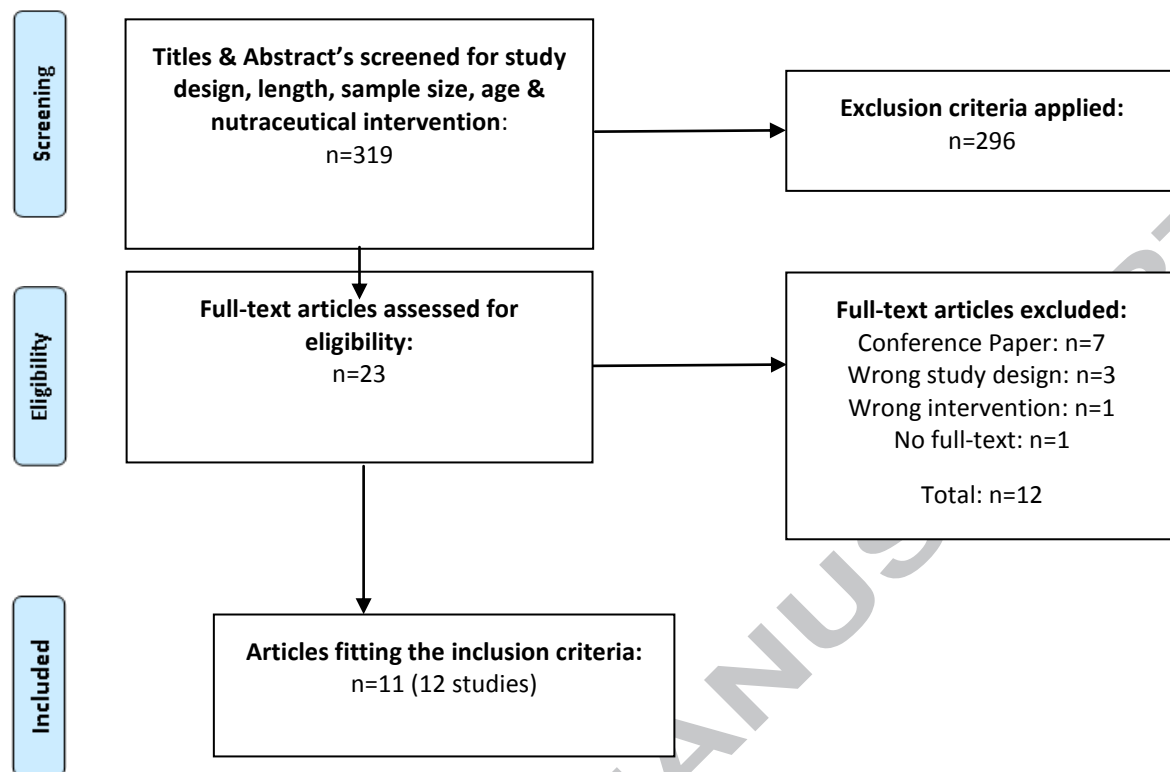 Screening
Titles & Abstract's screened for study
design, length, sample size, age &
nutraceutical intervention:
n=319
Exclusion criteria applied:
n=296
Eligibility
Full-text articles assessed for
eligibility:
n=23
Full-text articles excluded:
Conference Paper: n=7
Wrong study design: n=3
Wrong intervention: n=1
No full-text: n=1
Total: n=12
Included
Articles fitting the inclusion criteria:
n=11 (12 studies)